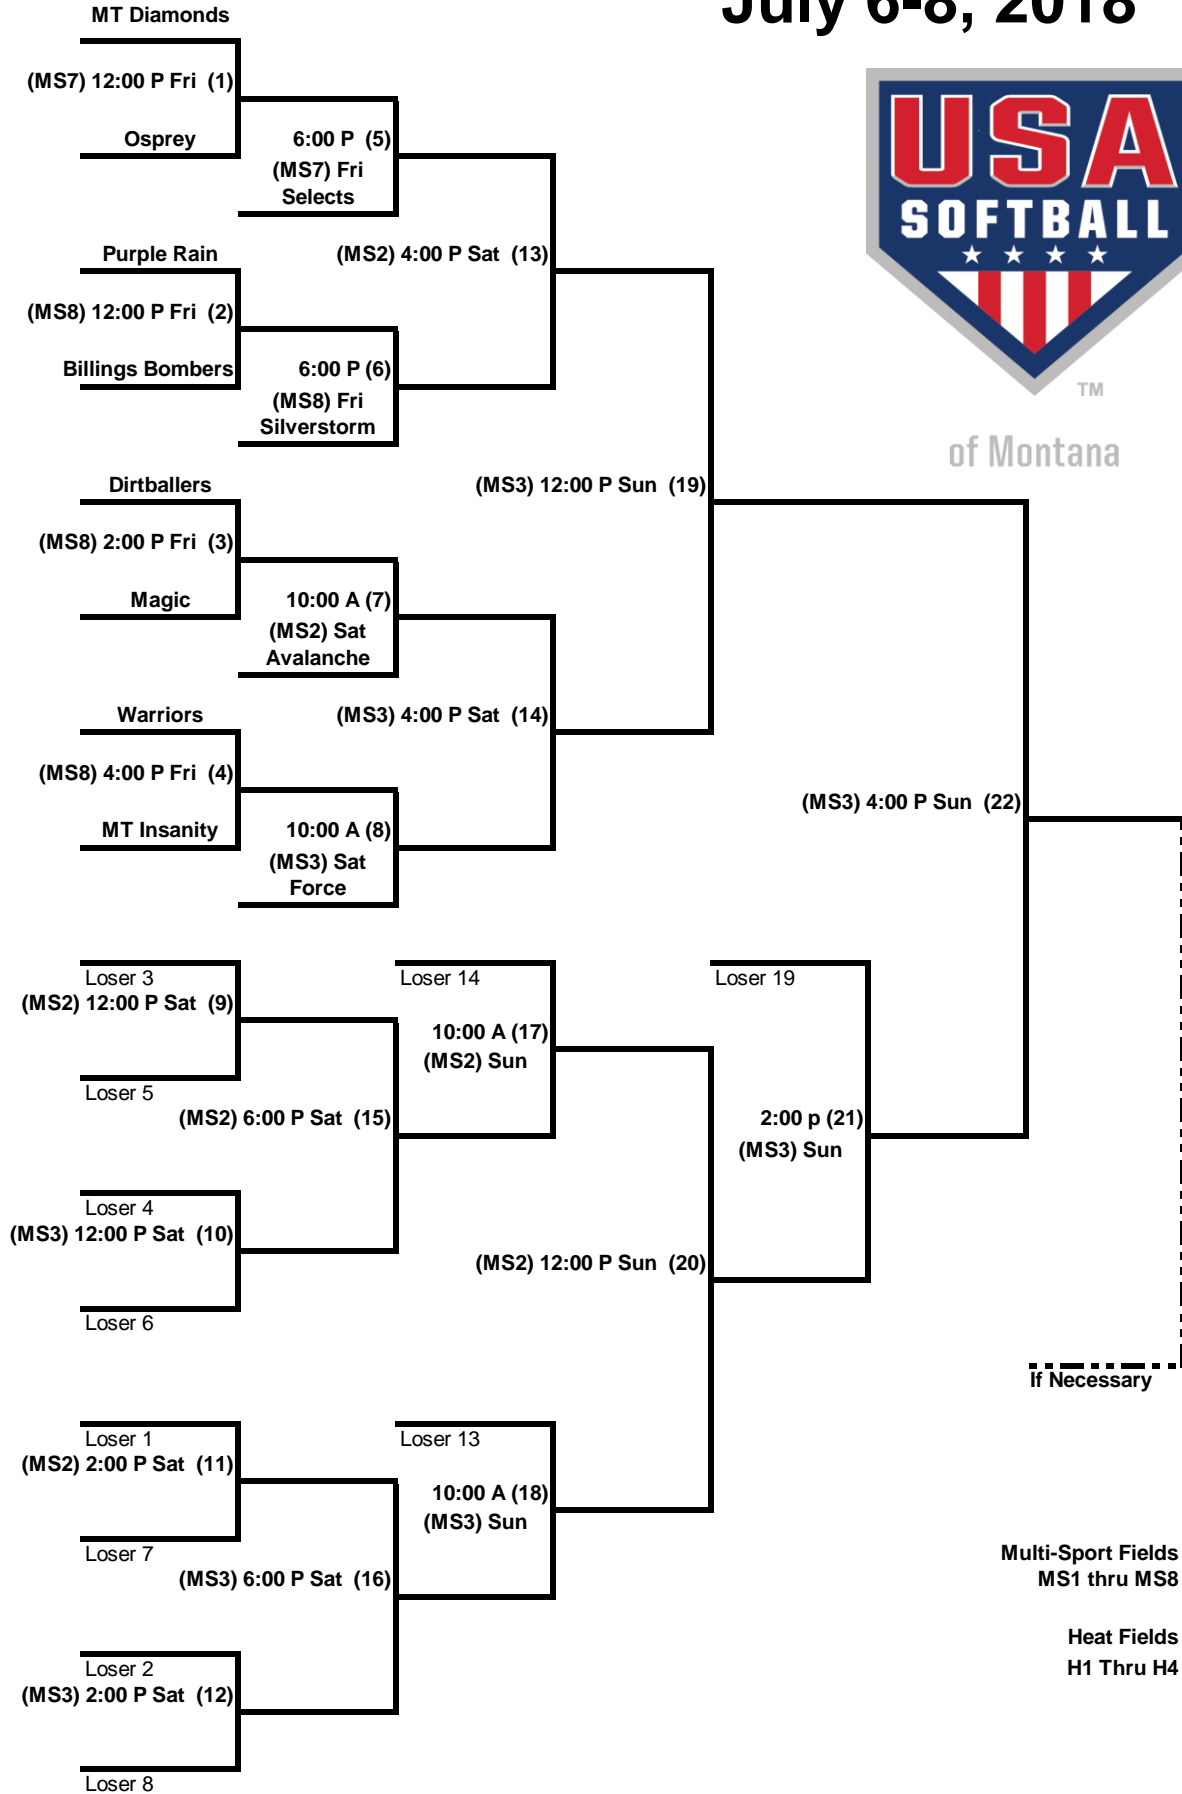 July 6-8, 2018
MT Diamonds
(MS7) 12:00 P Fri (1)
Osprey
6:00 P (5)
(MS7) Fri
Selects
USA
SOFTBALL
TM
of Montana
Purple Rain
(MS2) 4:00 P Sat (13)
(MS8) 12:00 P Fri (2)
Billings Bombers
6:00 P (6)
(MS8) Fri
Silverstorm
Dirtballers
(MS3) 12:00 P Sun (19)
(MS8) 2:00 P Fri (3)
Magic
10:00 A (7)
(MS2) Sat
Avalanche
Warriors
(MS3) 4:00 P Sat (14)
(MS8) 4:00 P Fri (4)
(MS3) 4:00 P Sun (22)
MT Insanity
10:00 A (8)
(MS3) Sat
Force
Loser 3
Loser 14
Loser 19
(MS2) 12:00 P Sat (9)
10:00 A (17)
(MS2) Sun
Loser 5
(MS2) 6:00 P Sat (15)
2:00 p (21)
(MS3) Sun
Loser 4
(MS3) 12:00 P Sat (10)
(MS2) 12:00 P Sun (20)
Loser 6
If Necessary
Loser 1
Loser 13
(MS2) 2:00 P Sat (11)
10:00 A (18)
(MS3) Sun
Loser 7
(MS3) 6:00 P Sat (16)
Multi-Sport Fields
MS1 thru MS8
Heat Fields
H1 Thru H4
Loser 2
(MS3) 2:00 P Sat (12)
Loser 8